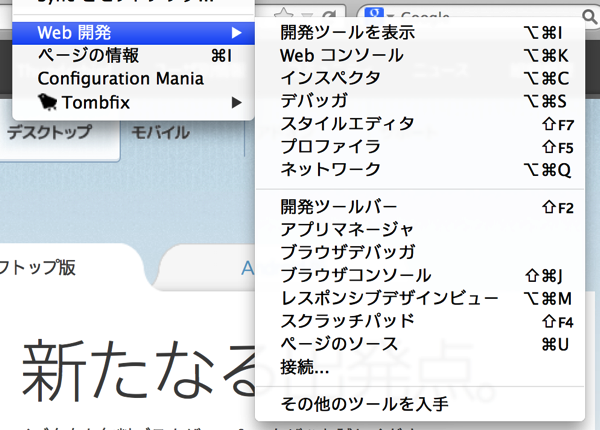 Web 開発
ページの情報 ⌘I
Configuration Mania
Tombfix
開発ツールを表示 ⌥⌘I
Web コンソール ⌥⌘K
インスペクタ ⌥⌘C
デバッガ ⌥⌘S
スタイルエディタ ⇧F7
プロファイラ ⇧F5
ネットワーク ⌥⌘Q
開発ツールバー ⇧F2
アプリマネージャ
ブラウザデバッガ
ブラウザコンソール ⇧⌘J
レスポンシブデザインビュー ⌥⌘M
スクラッチパッド ⇧F4
ページのソース ⌘U
接続...
その他のツールを入手
Google
ニュース
デスクトップ
モバイル
フトップ版
新たなる出発点。